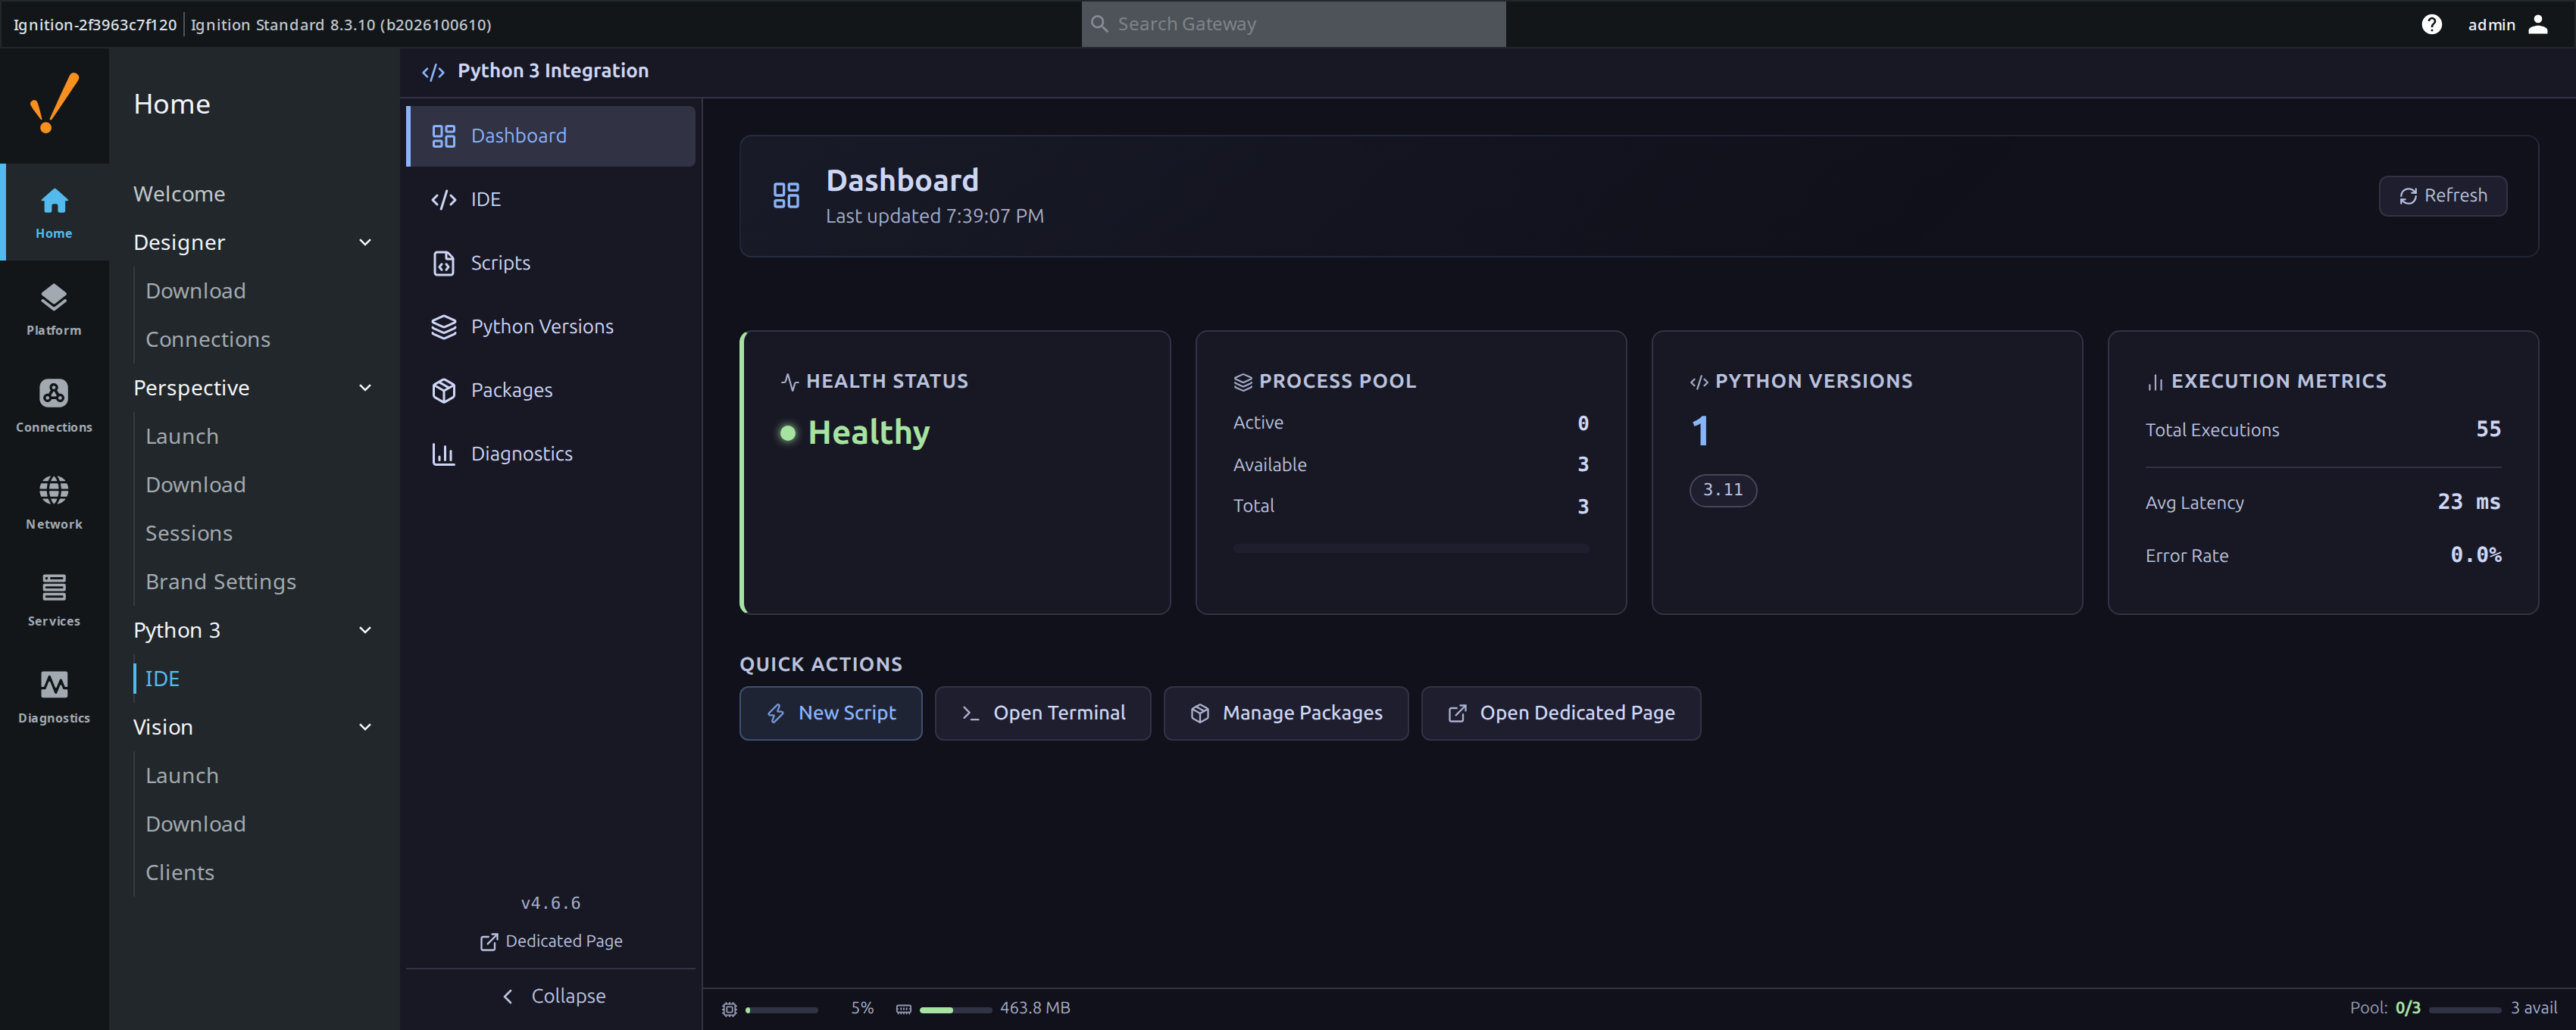 Ignition-2f3963c7f120 | Ignition Standard 8.3.10 (b2026100610)
Search Gateway
admin
Home
Platform
Connections
Network
Services
Diagnostics
Home
Welcome
Designer
Download
Connections
Perspective
Launch
Download
Sessions
Brand Settings
Python 3
IDE
Vision
Launch
Download
Clients
Python 3 Integration
Dashboard
IDE
Scripts
Python Versions
Packages
Diagnostics
v4.6.6
Dedicated Page
Collapse
Dashboard
Last updated 7:39:07 PM
Refresh
HEALTH STATUS
Healthy
PROCESS POOL
Active 0
Available 3
Total 3
PYTHON VERSIONS
1
3.11
EXECUTION METRICS
Total Executions 55
Avg Latency 23 ms
Error Rate 0.0%
QUICK ACTIONS
New Script
Open Terminal
Manage Packages
Open Dedicated Page
5% 463.8 MB
Pool: 0/3 3 avail